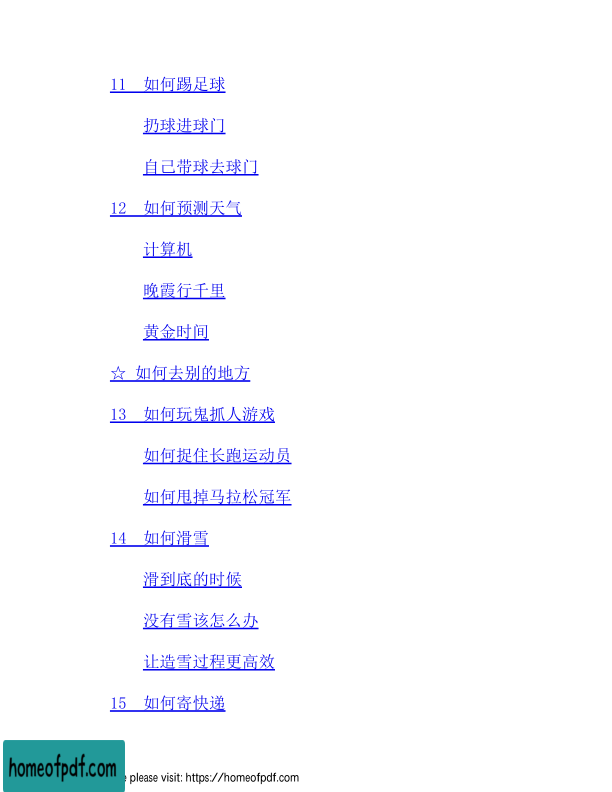 11 如何踢足球
扔球进球门
自己带球去球门
12 如何预测天气
计算机
晚霞行千里
黄金时间
☆ 如何去别的地方
13 如何玩鬼抓人游戏
如何捉住长跑运动员
如何甩掉马拉松冠军
14 如何滑雪
滑到底的时候
没有雪该怎么办
让造雪过程更高效
15 如何寄快递
homeofpdf.com
please visit: https://homeofpdf.com